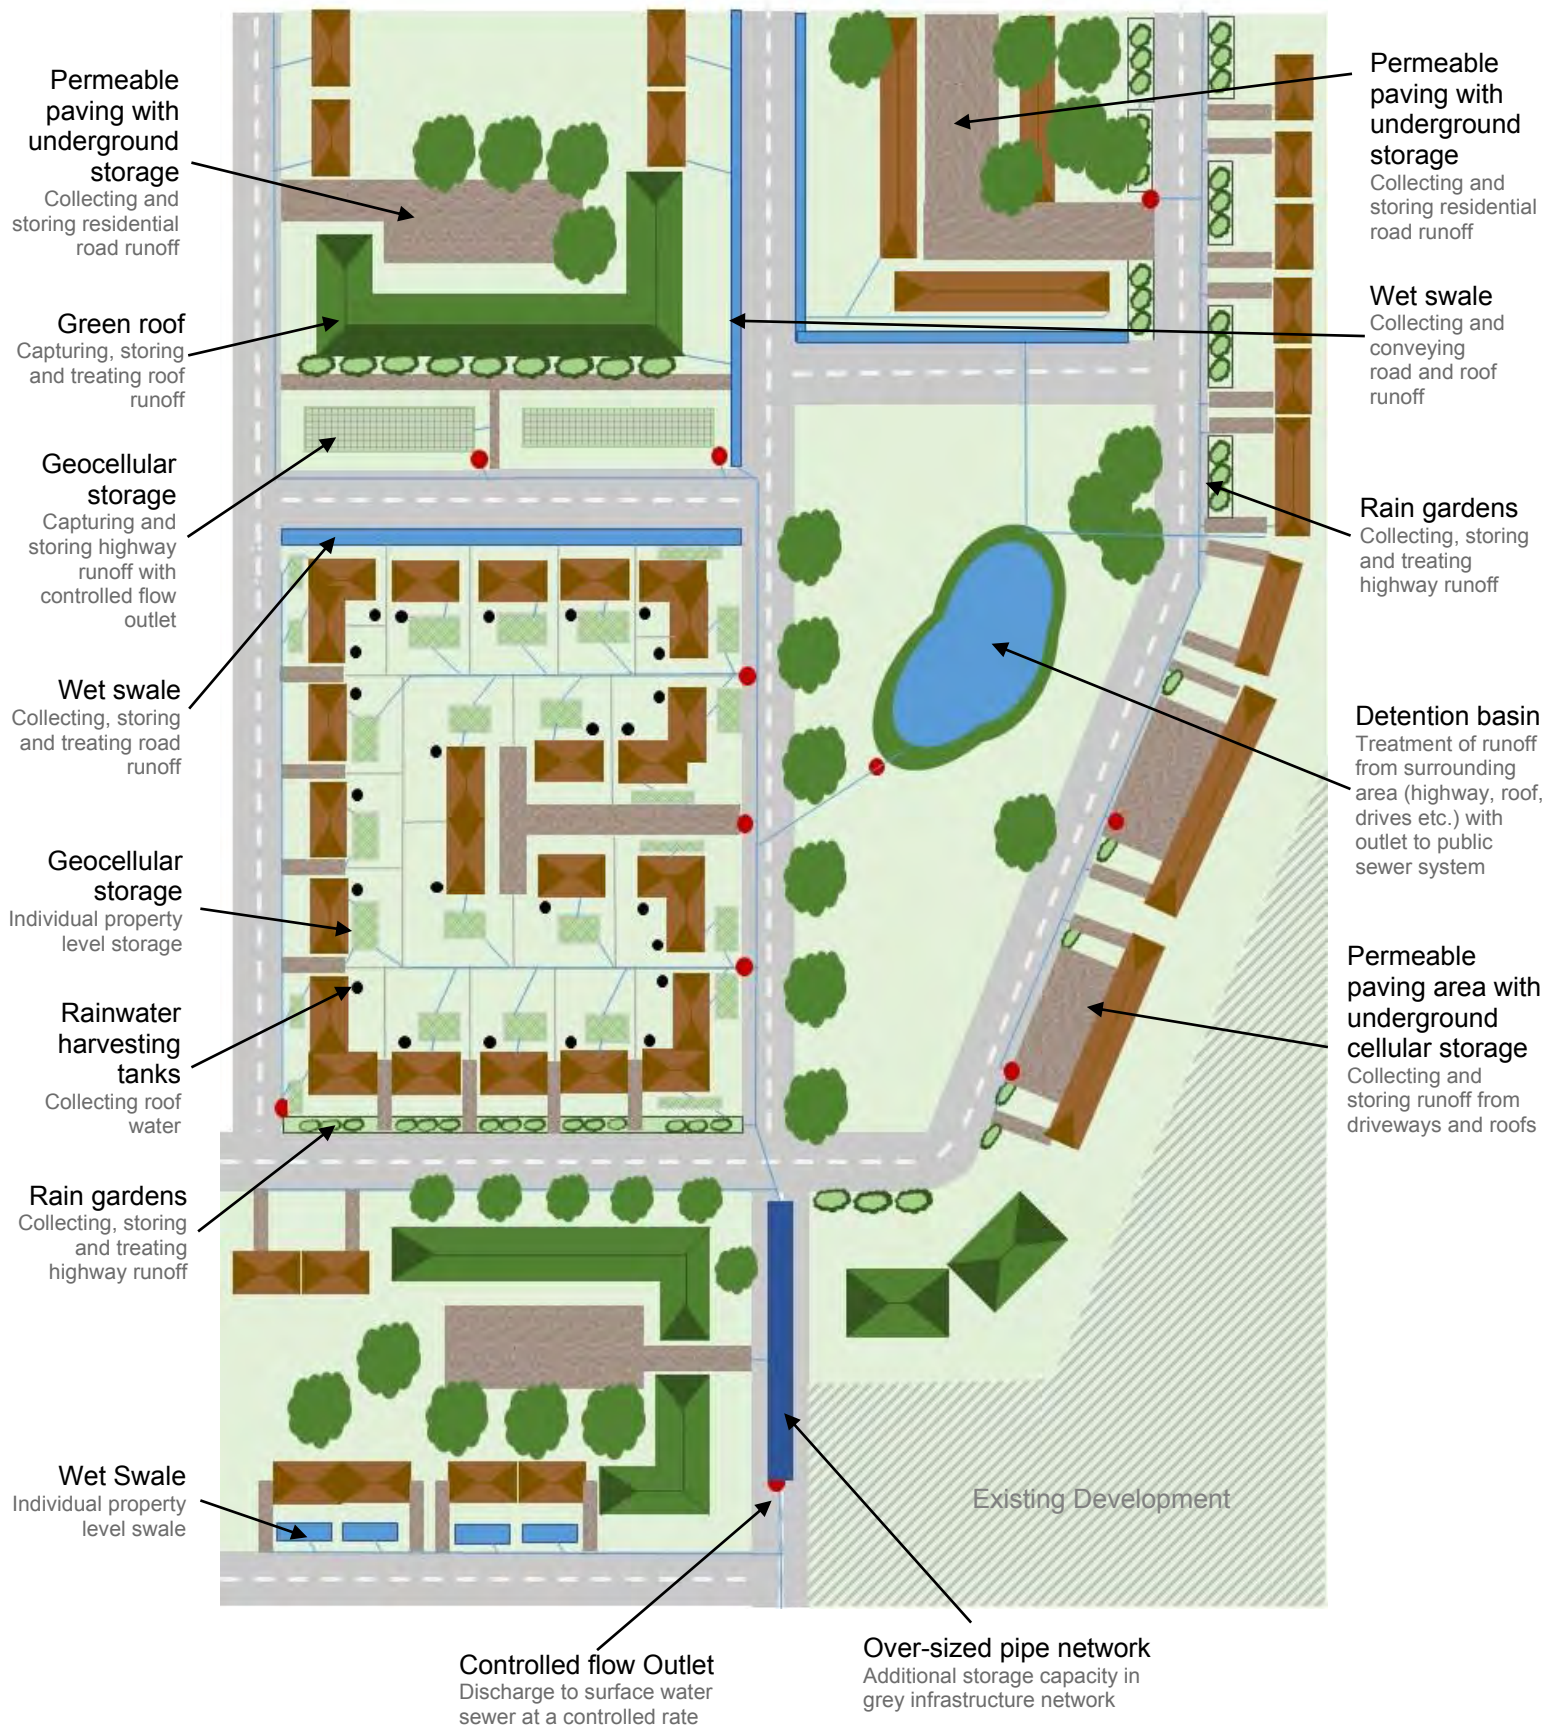 Permeable
paving with
underground
storage
Collecting and
storing residential
road runoff
Green roof
Capturing, storing
and treating roof
runoff
Geocellular
storage
Capturing and
storing highway
runoff with
controlled flow
outlet
Wet swale
Collecting, storing
and treating road
runoff
Geocellular
storage
Individual property
level storage
Rainwater
harvesting
tanks
Collecting roof
water
Rain gardens
Collecting, storing
and treating
highway runoff
Wet Swale
Individual property
level swale
Permeable
paving with
underground
storage
Collecting and
storing residential
road runoff
Wet swale
Collecting and
conveying
road and roof
runoff
Rain gardens
Collecting, storing
and treating
highway runoff
Detention basin
Treatment of runoff
from surrounding
area (highway, roof,
drives etc.) with
outlet to public
sewer system
Permeable
paving area with
underground
cellular storage
Collecting and
storing runoff from
driveways and roofs
Existing Development
Controlled flow Outlet
Discharge to surface water
sewer at a controlled rate
Over-sized pipe network
Additional storage capacity in
grey infrastructure network